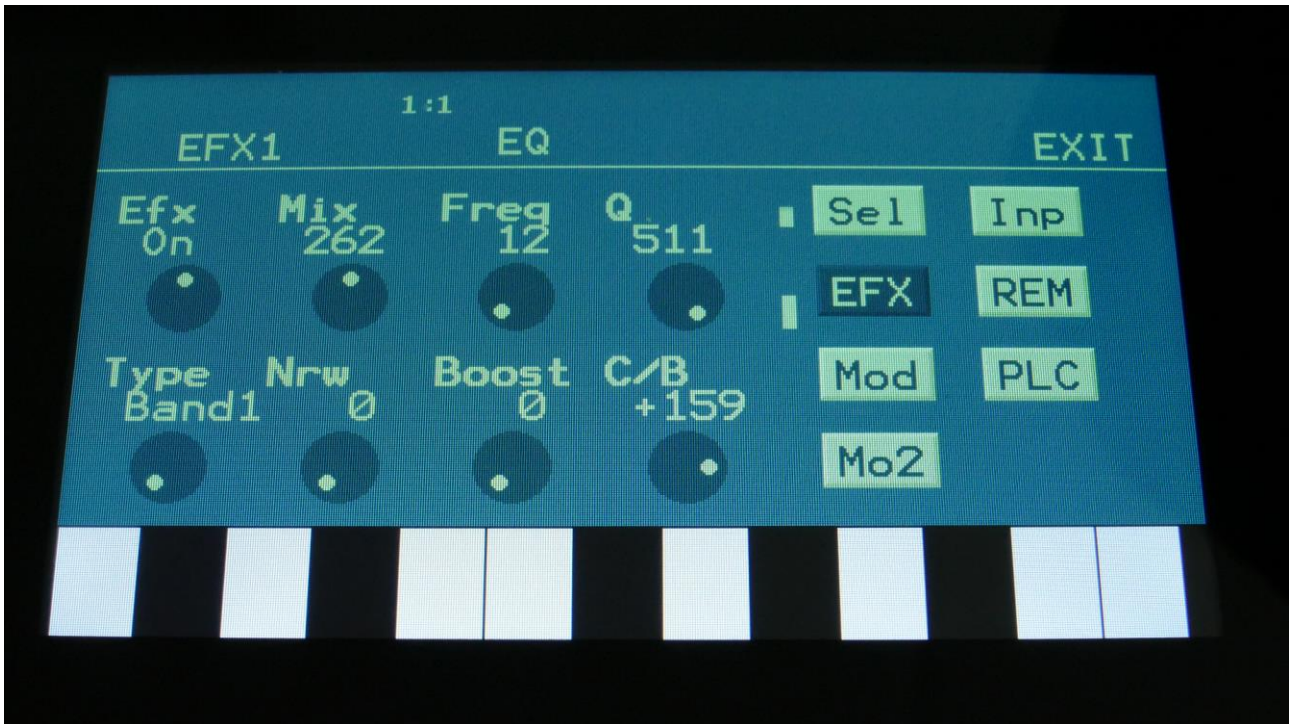 1:1
EFX1 EQ EXIT
Efx Mix Freq Q Sel Inp
On 262 12 511
EFX REM
Type Nrw Boost C/B Mod PLC
Band1 0 0 +159
Mo2